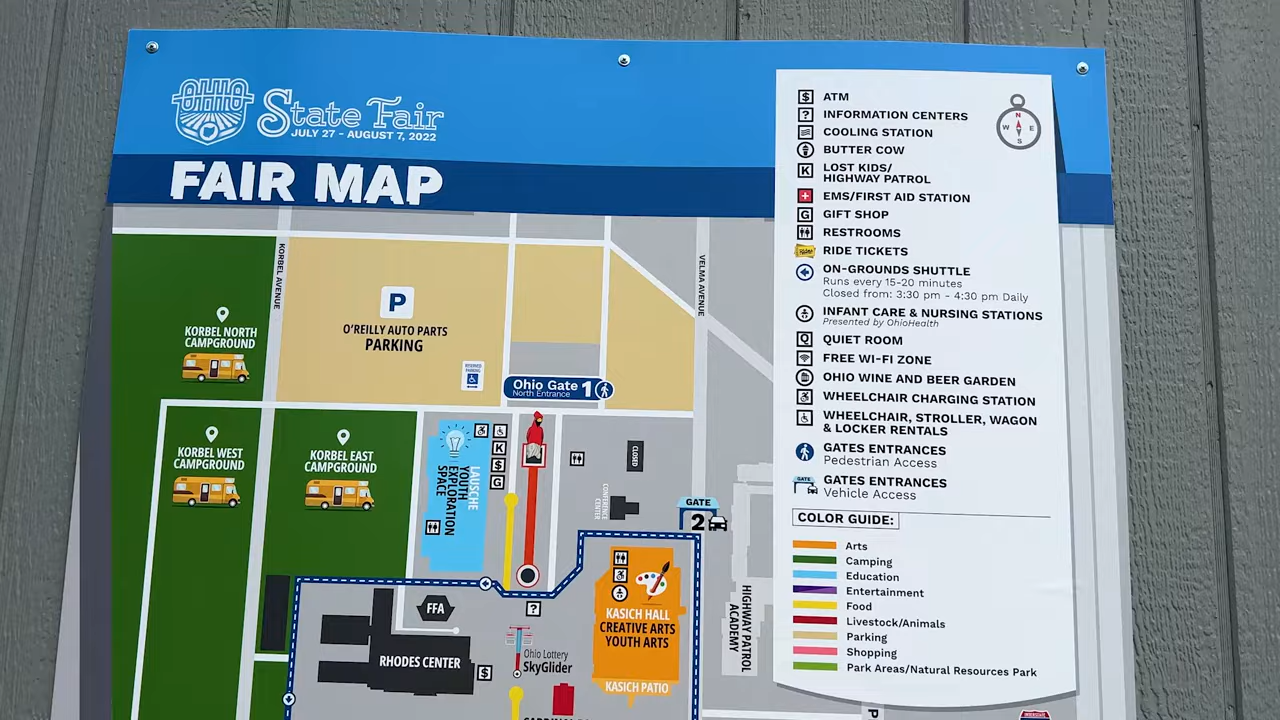 OHIO
State Fair
JULY 27 - AUGUST 7, 2022
FAIR MAP
$ ATM
? INFORMATION CENTERS
COOLING STATION
BUTTER COW
K LOST KIDS/
HIGHWAY PATROL
EMS/FIRST AID STATION
G GIFT SHOP
RESTROOMS
RIDE TICKETS
ON-GROUNDS SHUTTLE
Runs every 15-20 minutes
Closed from: 3:30 pm - 4:30 pm Daily
INFANT CARE & NURSING STATIONS
Presented by OhioHealth
Q QUIET ROOM
FREE WI-FI ZONE
OHIO WINE AND BEER GARDEN
WHEELCHAIR CHARGING STATION
WHEELCHAIR, STROLLER, WAGON
& LOCKER RENTALS
GATES ENTRANCES
Pedestrian Access
GATE
GATES ENTRANCES
Vehicle Access
N
W E
S
COLOR GUIDE:
Arts
Camping
Education
Entertainment
Food
Livestock/Animals
Parking
Shopping
Park Areas/Natural Resources Park
KORBEL AVENUE
VELMA AVENUE
P
O'REILLY AUTO PARTS
PARKING
RESERVED
PARKING
KORBEL NORTH
CAMPGROUND
Ohio Gate 1
North Entrance
KORBEL WEST
CAMPGROUND
KORBEL EAST
CAMPGROUND
LAUSCHE
YOUTH
EXPLORATION
SPACE
K
$
G
CLOSED
CONFERENCE
CENTER
GATE
2
FFA
?
RHODES CENTER
$
Ohio Lottery
SkyGlider
KASICH HALL
CREATIVE ARTS
YOUTH ARTS
KASICH PATIO
HIGHWAY PATROL
ACADEMY
P
INTERSTATE